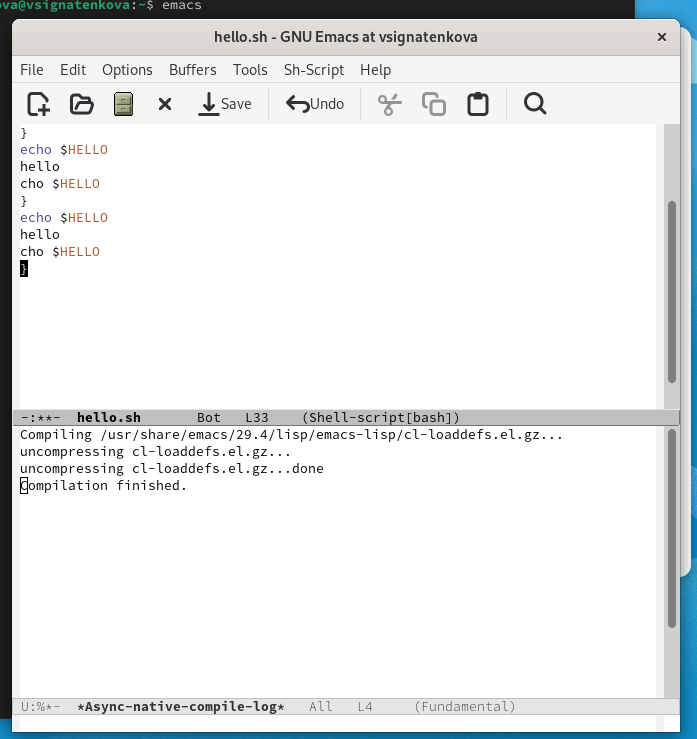 ova@vsignatenkova:~$ emacs
hello.sh - GNU Emacs at vsignatenkova
File Edit Options Buffers Tools Sh-Script Help
Save Undo
}
echo $HELLO
hello
cho $HELLO
}
echo $HELLO
hello
cho $HELLO
}
-:**- hello.sh Bot L33 (Shell-script[bash])
Compiling /usr/share/emacs/29.4/lisp/emacs-lisp/cl-loaddefs.el.gz...
uncompressing cl-loaddefs.el.gz...
uncompressing cl-loaddefs.el.gz...done
Compilation finished.
U:%*- *Async-native-compile-log* All L4 (Fundamental)